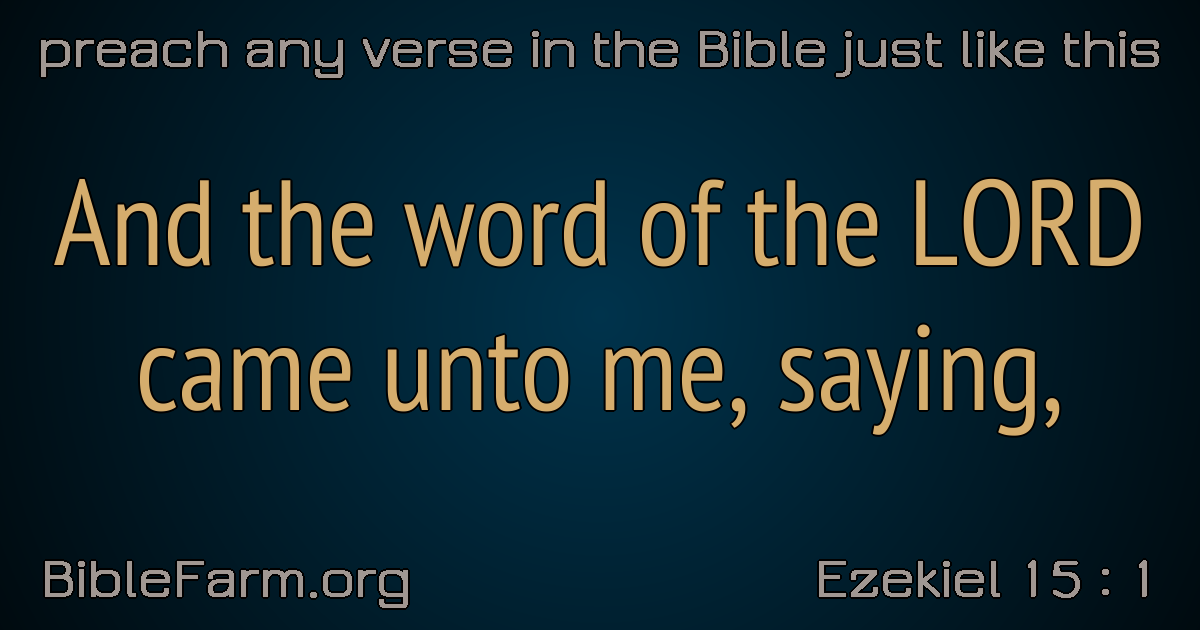 preach any verse in the Bible just like this
And the word of the LORD
came unto me, saying,
BibleFarm.org
Ezekiel 15 : 1